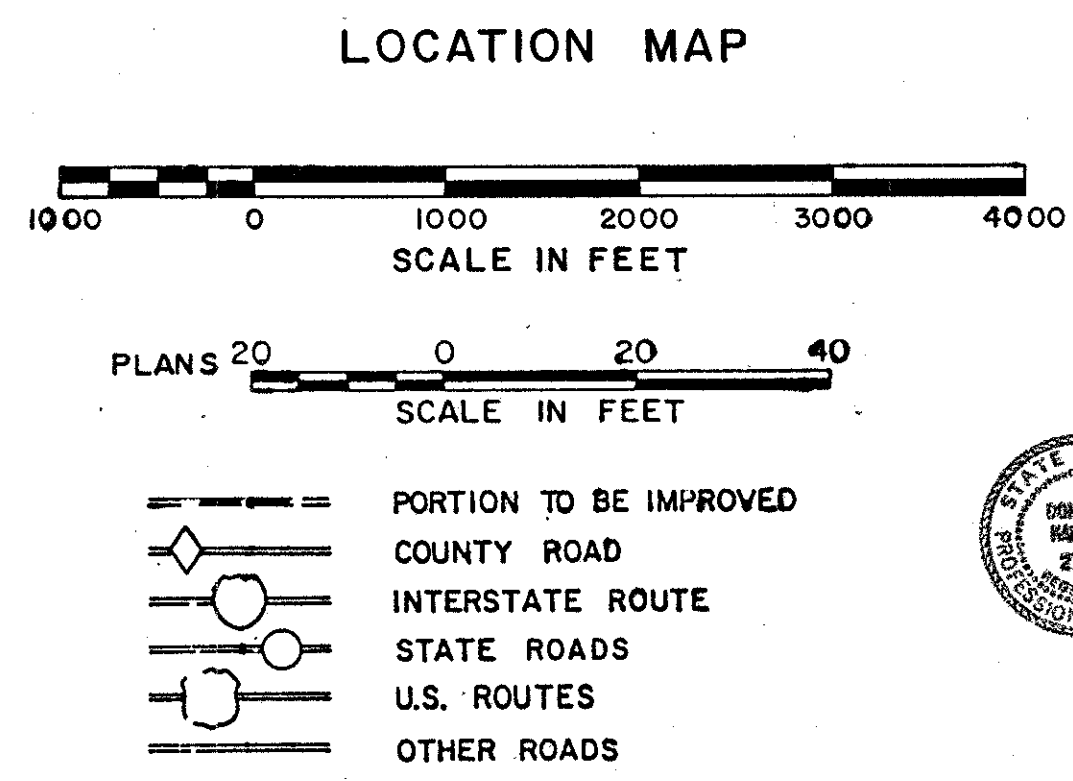 LOCATION MAP
1000 0 1000 2000 3000 4000
SCALE IN FEET
PLANS 20 0 20 40
SCALE IN FEET
PORTION TO BE IMPROVED
COUNTY ROAD
INTERSTATE ROUTE
STATE ROADS
U.S. ROUTES
OTHER ROADS
STATE